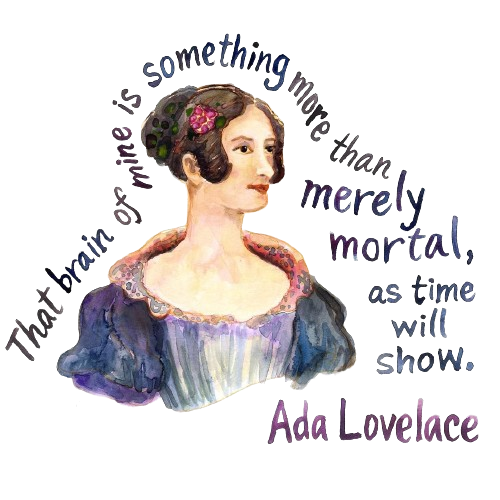 That brain of mine is something more than
merely
mortal,
as time
will
show.
Ada Lovelace